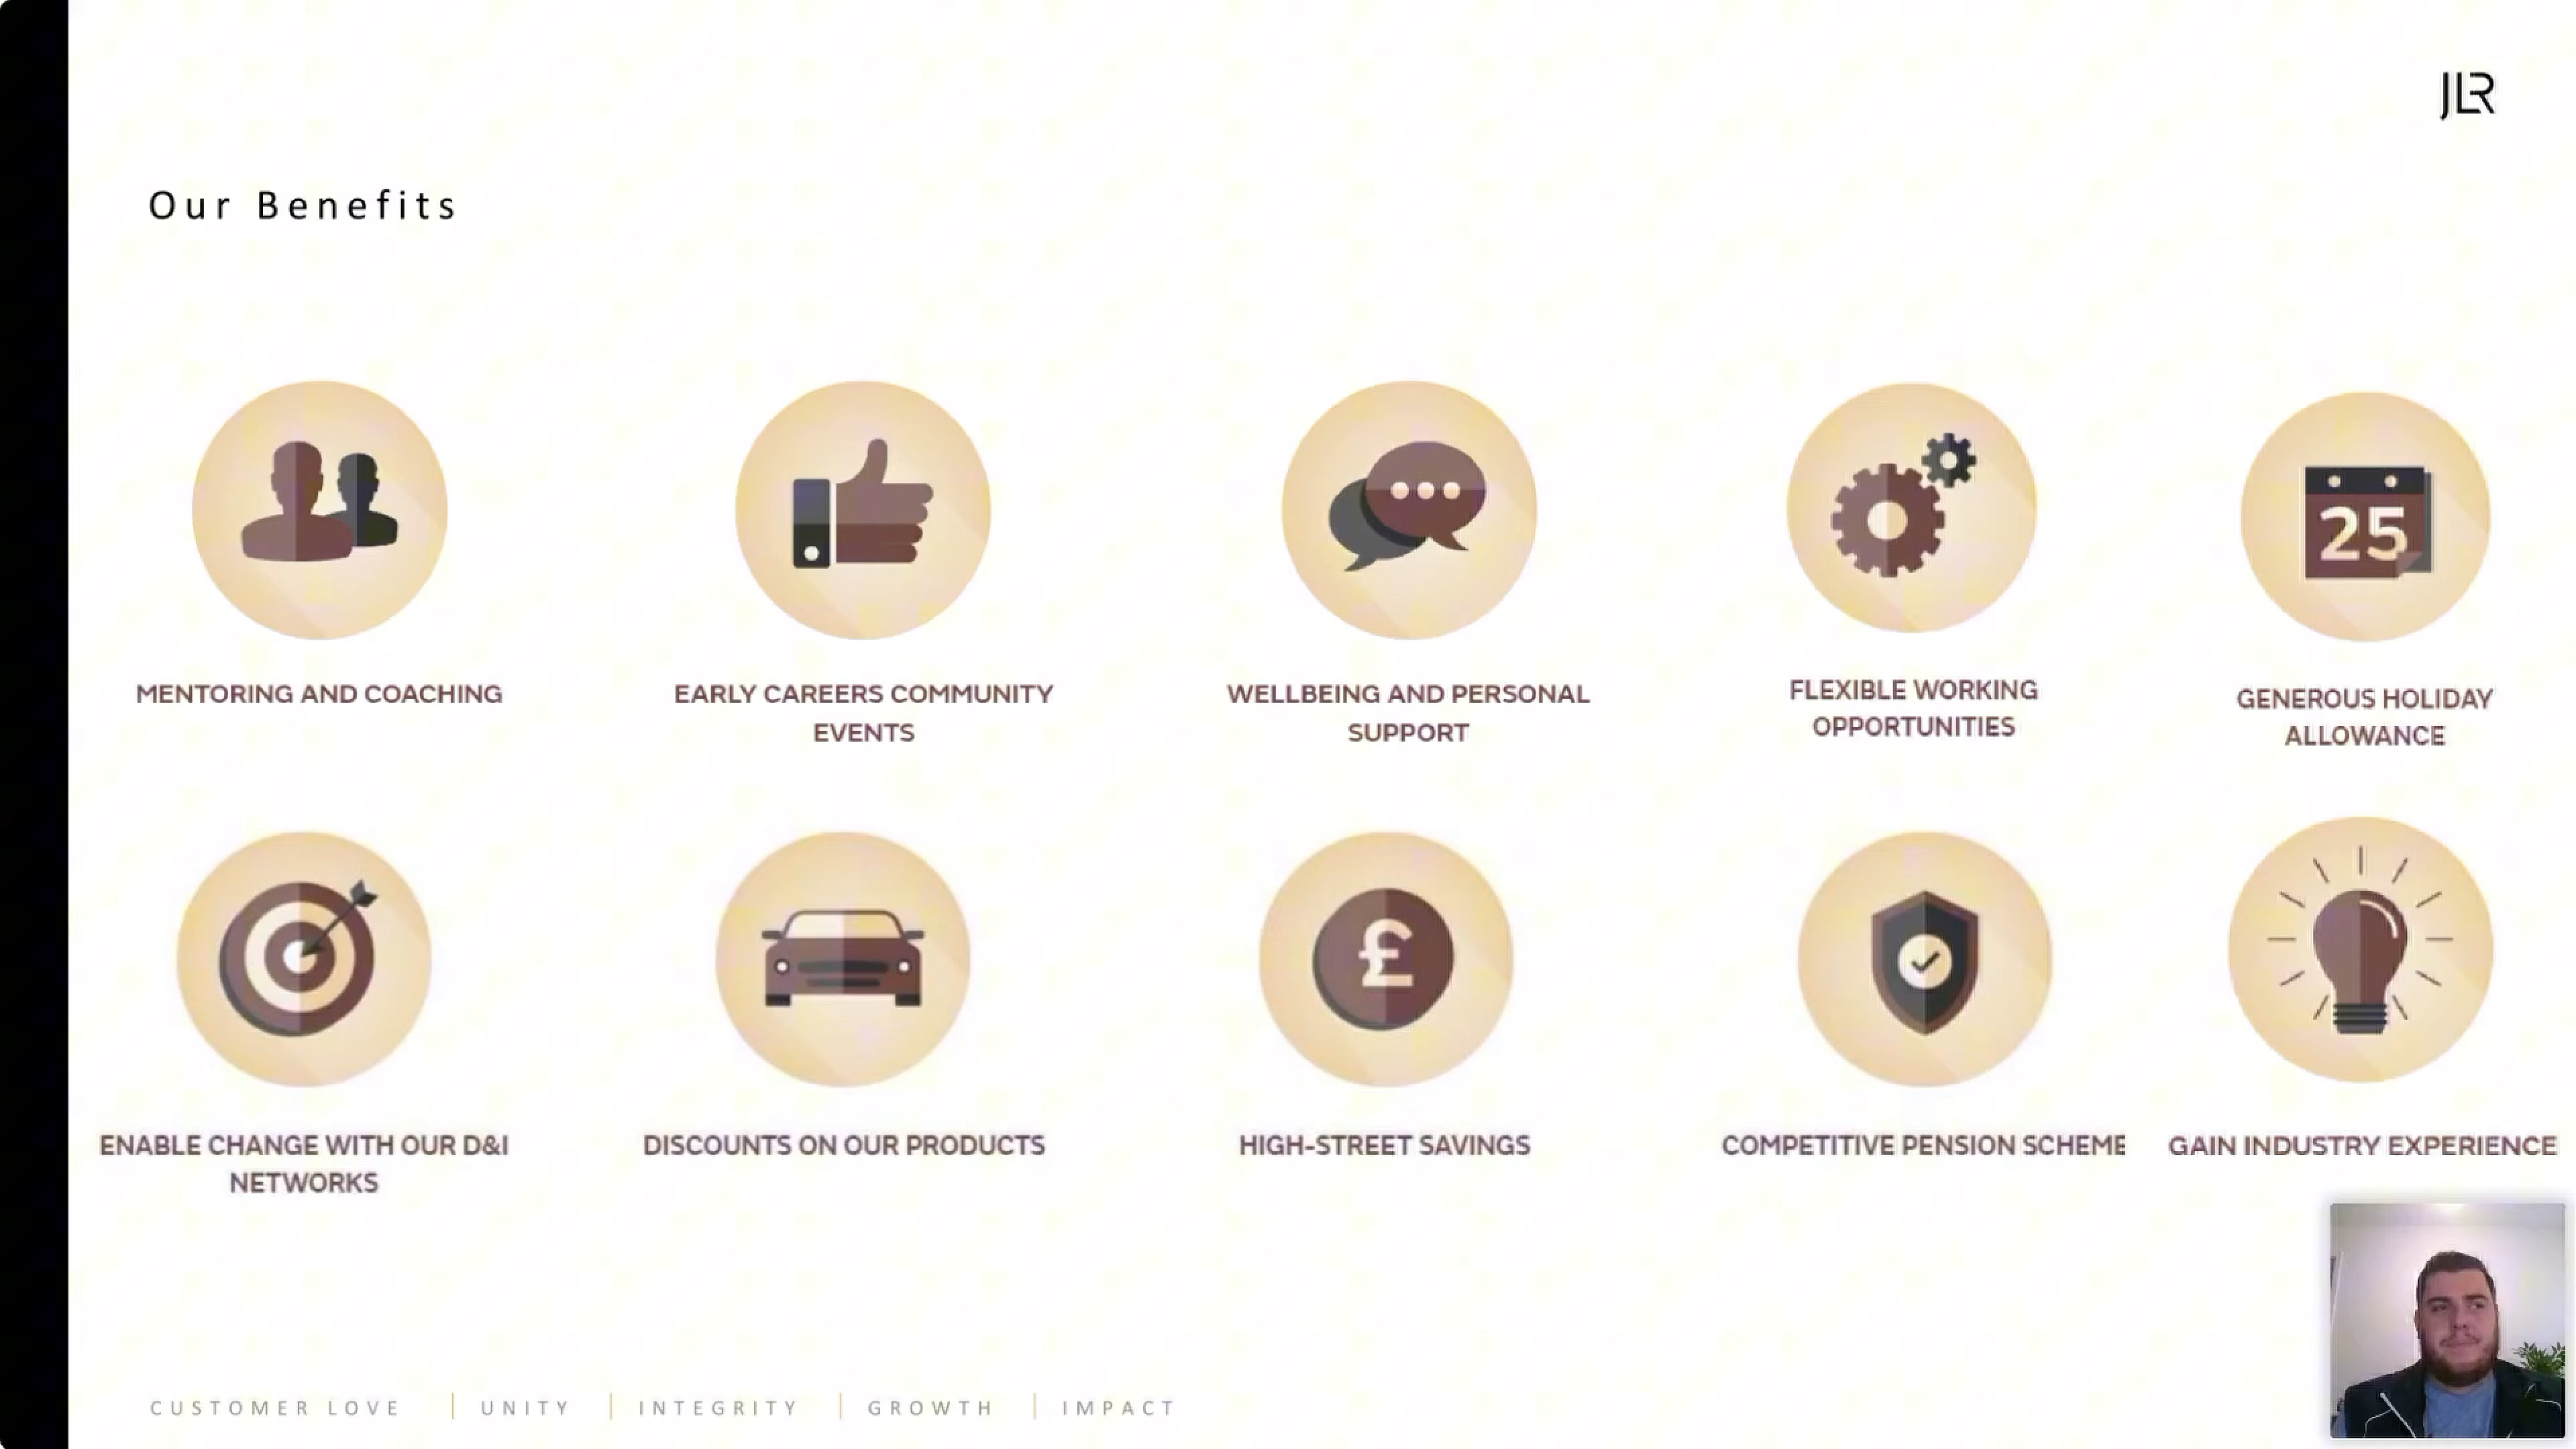 JLR
Our Benefits
25
MENTORING AND COACHING
EARLY CAREERS COMMUNITY
EVENTS
WELLBEING AND PERSONAL
SUPPORT
FLEXIBLE WORKING
OPPORTUNITIES
GENEROUS HOLIDAY
ALLOWANCE
£
ENABLE CHANGE WITH OUR D&I
NETWORKS
DISCOUNTS ON OUR PRODUCTS
HIGH-STREET SAVINGS
COMPETITIVE PENSION SCHEME
GAIN INDUSTRY EXPERIENCE
CUSTOMER LOVE | UNITY | INTEGRITY | GROWTH | IMPACT